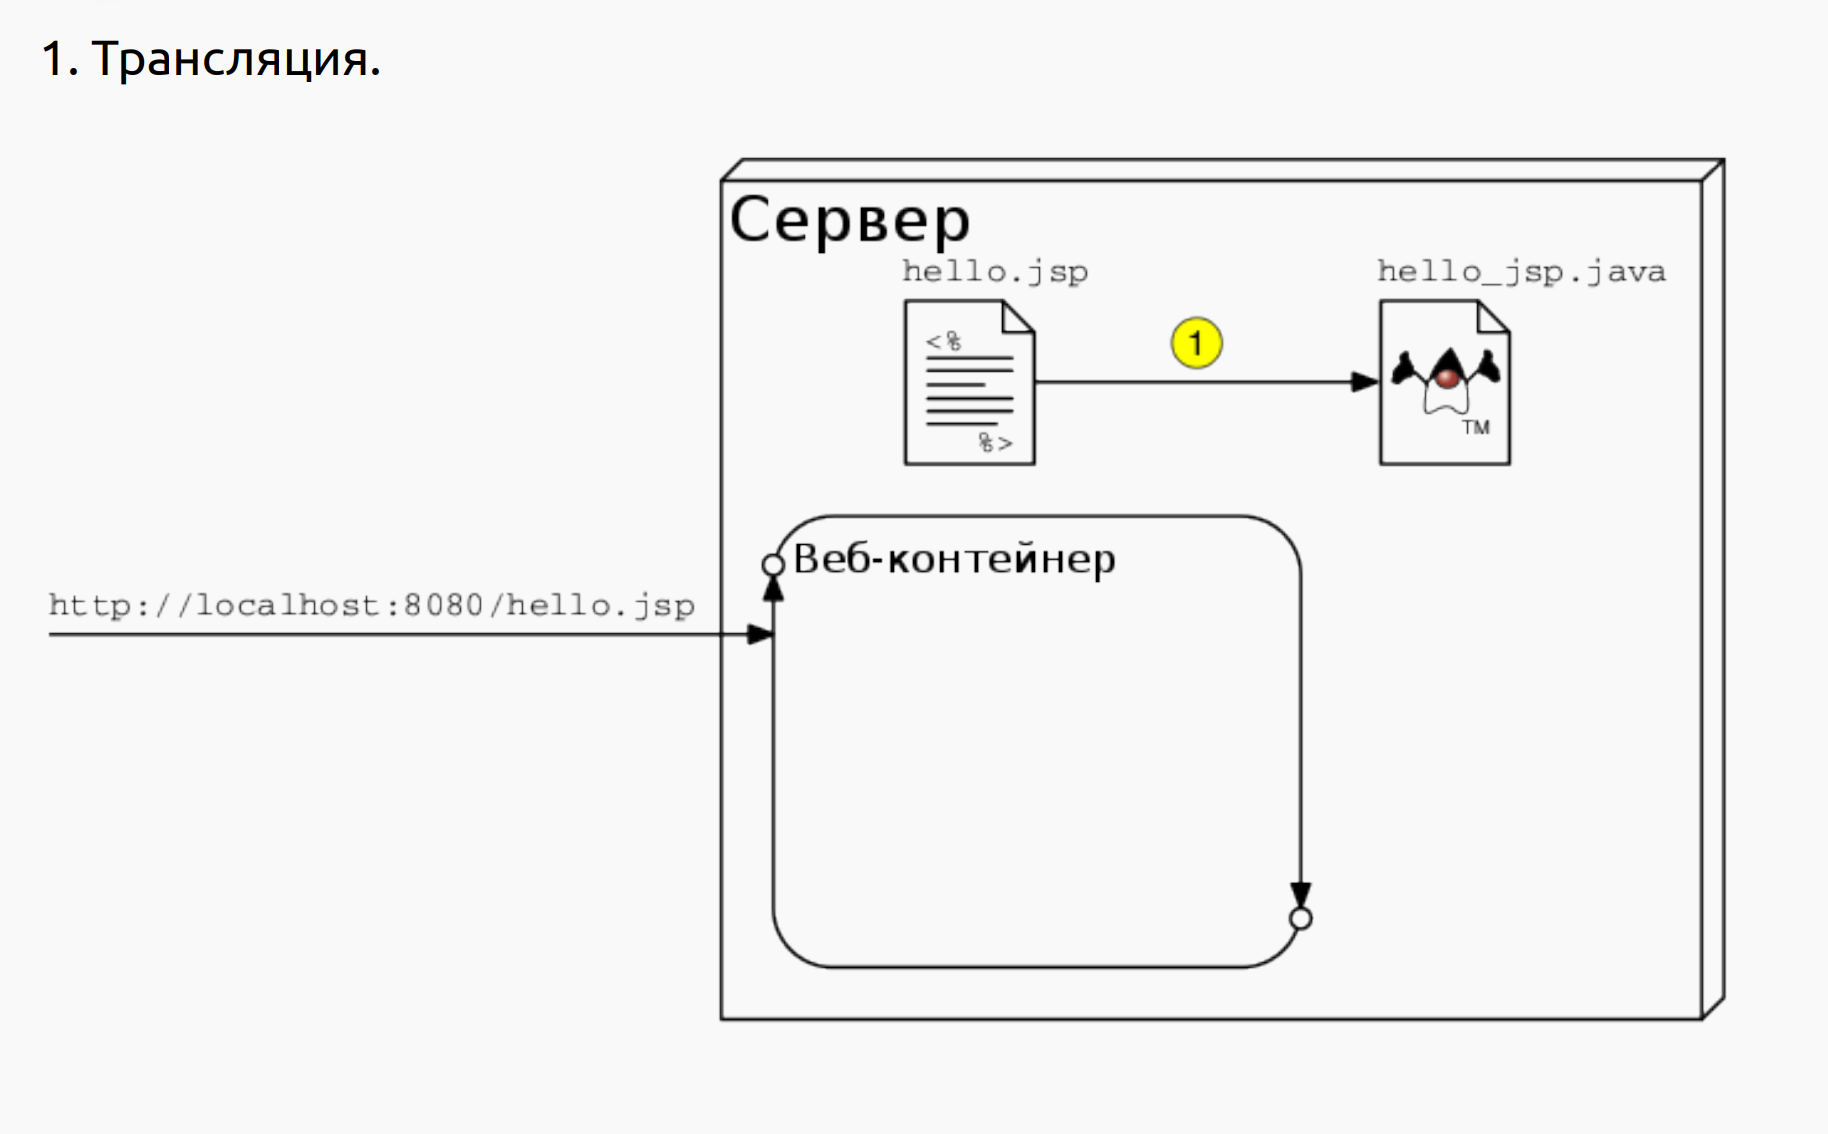 1. Трансляция.
Сервер
hello.jsp
hello_jsp.java
<%
1
%>
TM
Веб-контейнер
http://localhost:8080/hello.jsp